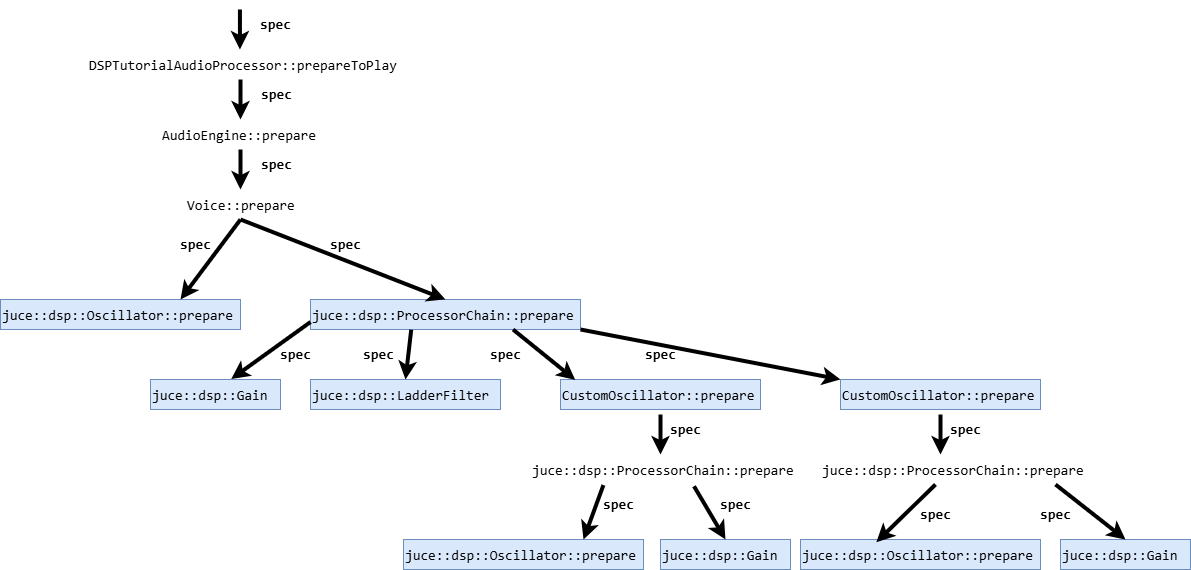 spec
DSPTutorialAudioProcessor::prepareToPlay
spec
AudioEngine::prepare
spec
Voice::prepare
spec spec
juce::dsp::Oscillator::prepare juce::dsp::ProcessorChain::prepare
spec spec spec spec
juce::dsp::Gain juce::dsp::LadderFilter CustomOscillator::prepare CustomOscillator::prepare
spec spec
juce::dsp::ProcessorChain::prepare juce::dsp::ProcessorChain::prepare
spec spec spec spec
juce::dsp::Oscillator::prepare juce::dsp::Gain juce::dsp::Oscillator::prepare juce::dsp::Gain